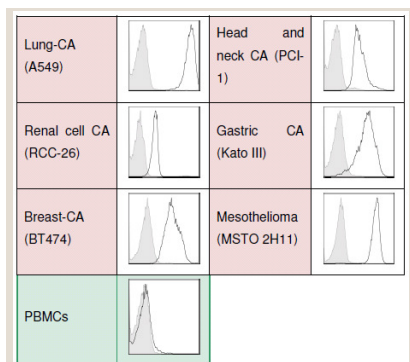 Lung-CA
(A549)
Head and
neck CA (PCI-
1)
Renal cell CA
(RCC-26)
Gastric CA
(Kato III)
Breast-CA
(BT474)
Mesothelioma
(MSTO 2H11)
PBMCs